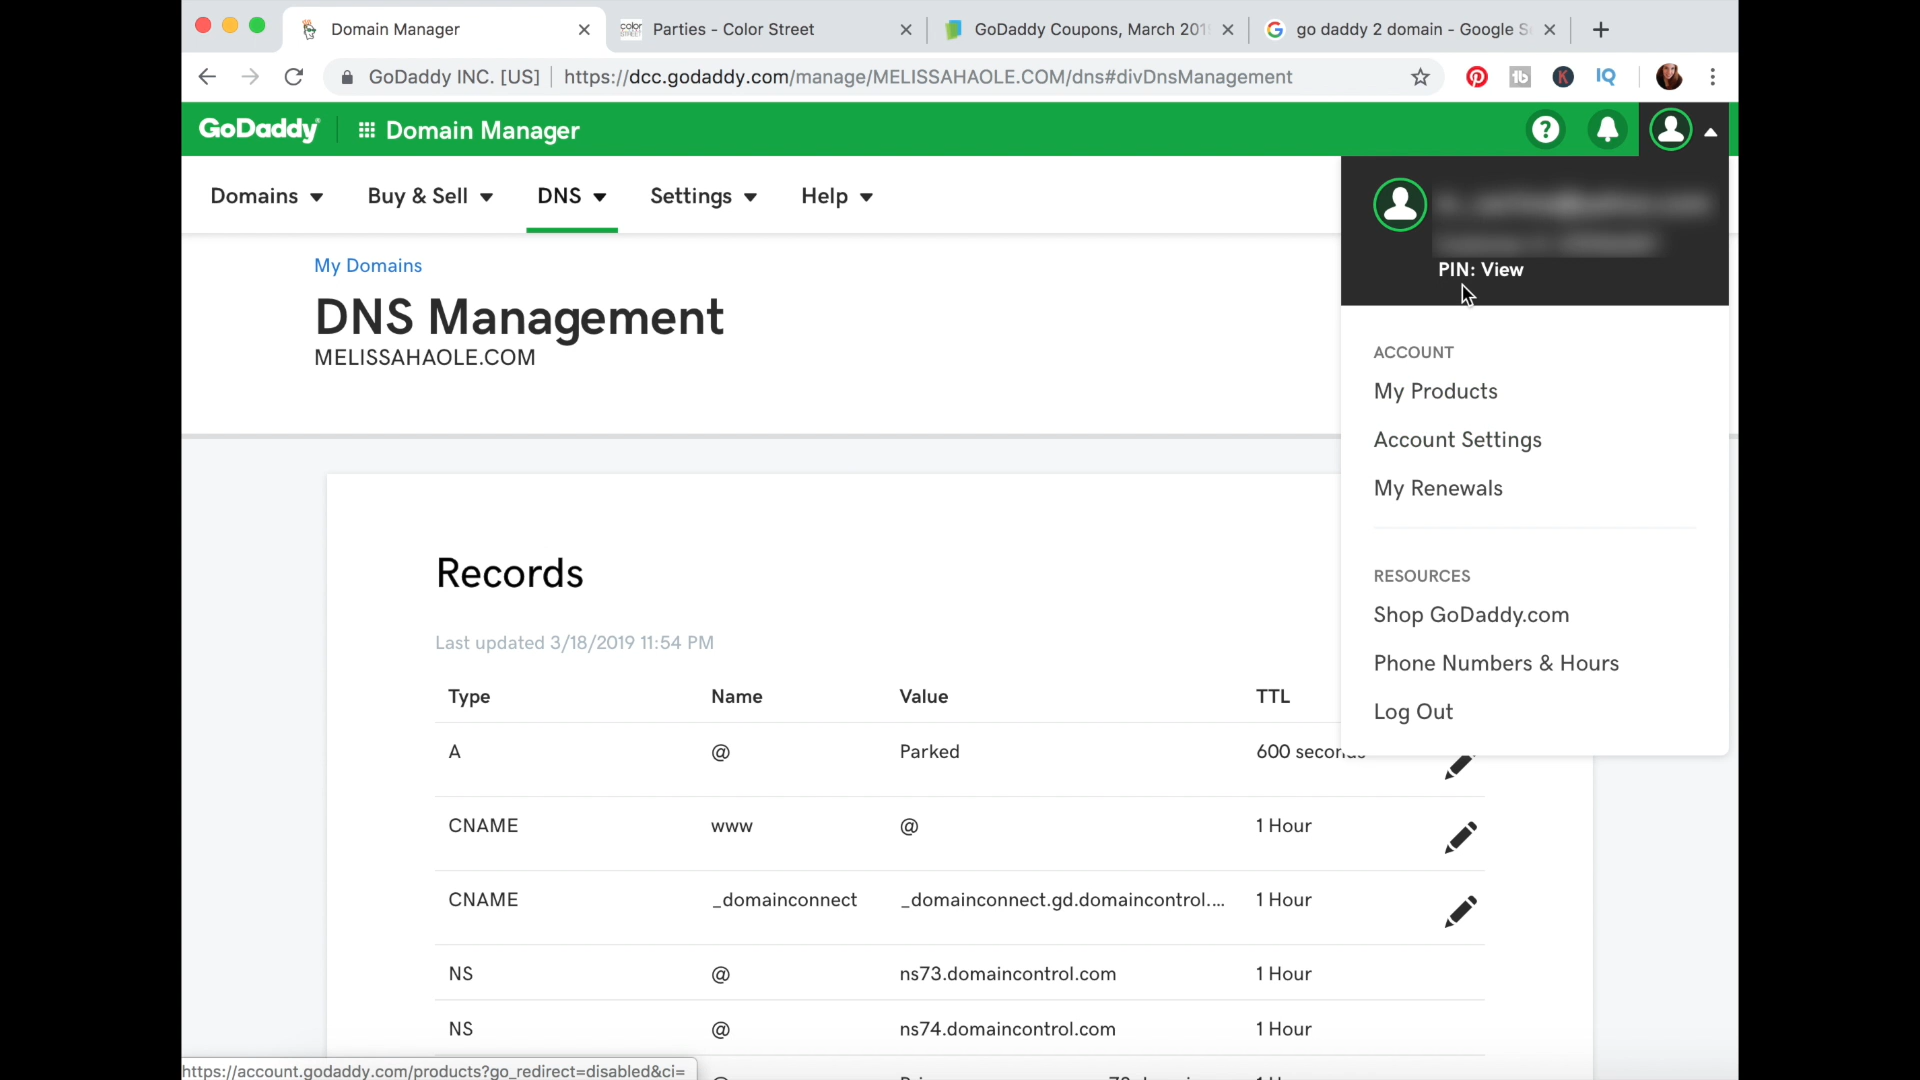 Domain Manager
Parties - Color Street
GoDaddy Coupons, March 201
go daddy 2 domain - Google S
GoDaddy INC. [US]
https://dcc.godaddy.com/manage/MELISSAHAOLE.COM/dns#divDnsManagement
GoDaddy
Domain Manager
Domains
Buy & Sell
DNS
Settings
Help
PIN: View
ACCOUNT
My Products
Account Settings
My Renewals
RESOURCES
Shop GoDaddy.com
Phone Numbers & Hours
Log Out
My Domains
DNS Management
MELISSAHAOLE.COM
Records
Last updated 3/18/2019 11:54 PM
Type Name Value TTL
A @ Parked 600 seconds
CNAME www @ 1 Hour
CNAME _domainconnect _domainconnect.gd.domaincontrol.... 1 Hour
NS @ ns73.domaincontrol.com 1 Hour
NS @ ns74.domaincontrol.com 1 Hour
https://account.godaddy.com/products?go_redirect=disabled&ci=